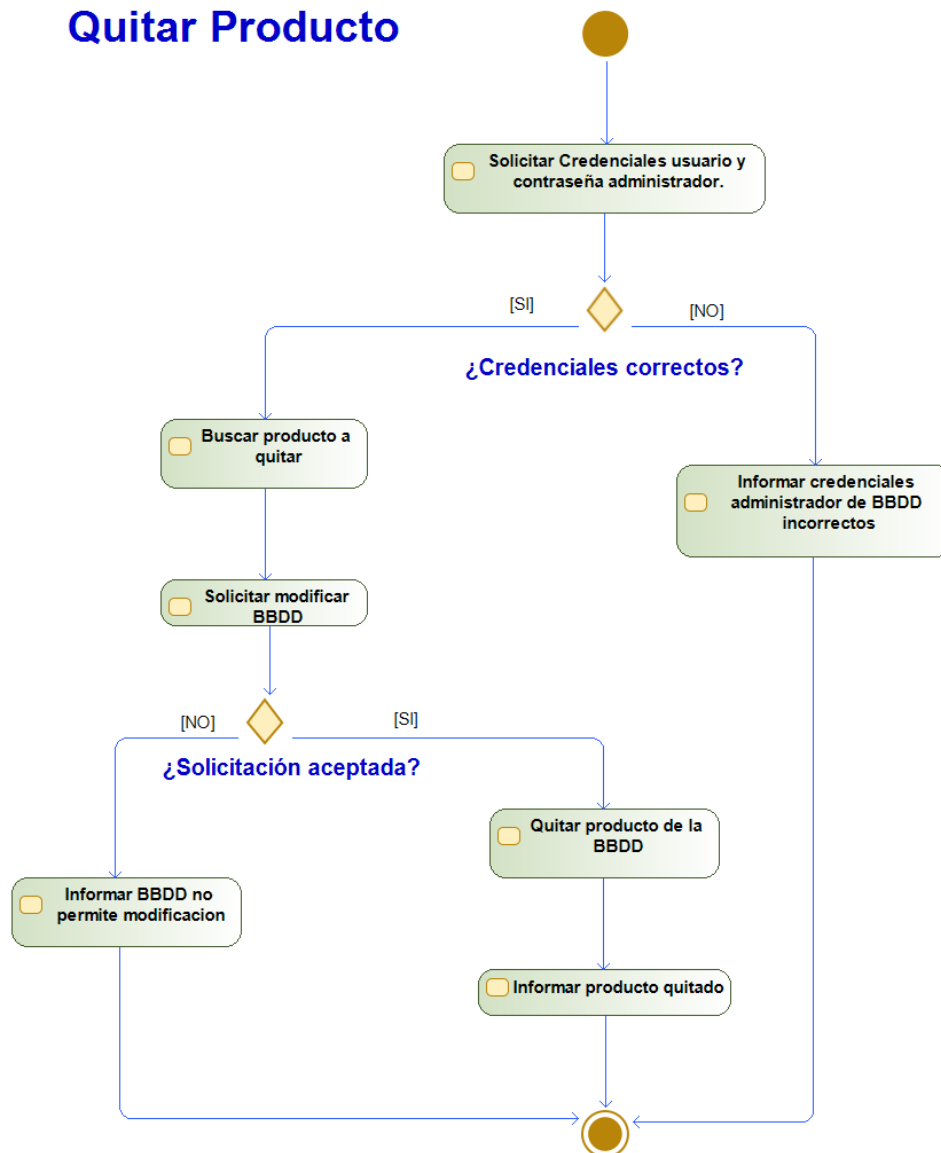 Quitar Producto
Solicitar Credenciales usuario y
contraseña administrador.
[SI]
[NO]
¿Credenciales correctos?
Buscar producto a
quitar
Informar credenciales
administrador de BBDD
incorrectos
Solicitar modificar
BBDD
[NO]
[SI]
¿Solicitación aceptada?
Quitar producto de la
BBDD
Informar BBDD no
permite modificacion
Informar producto quitado